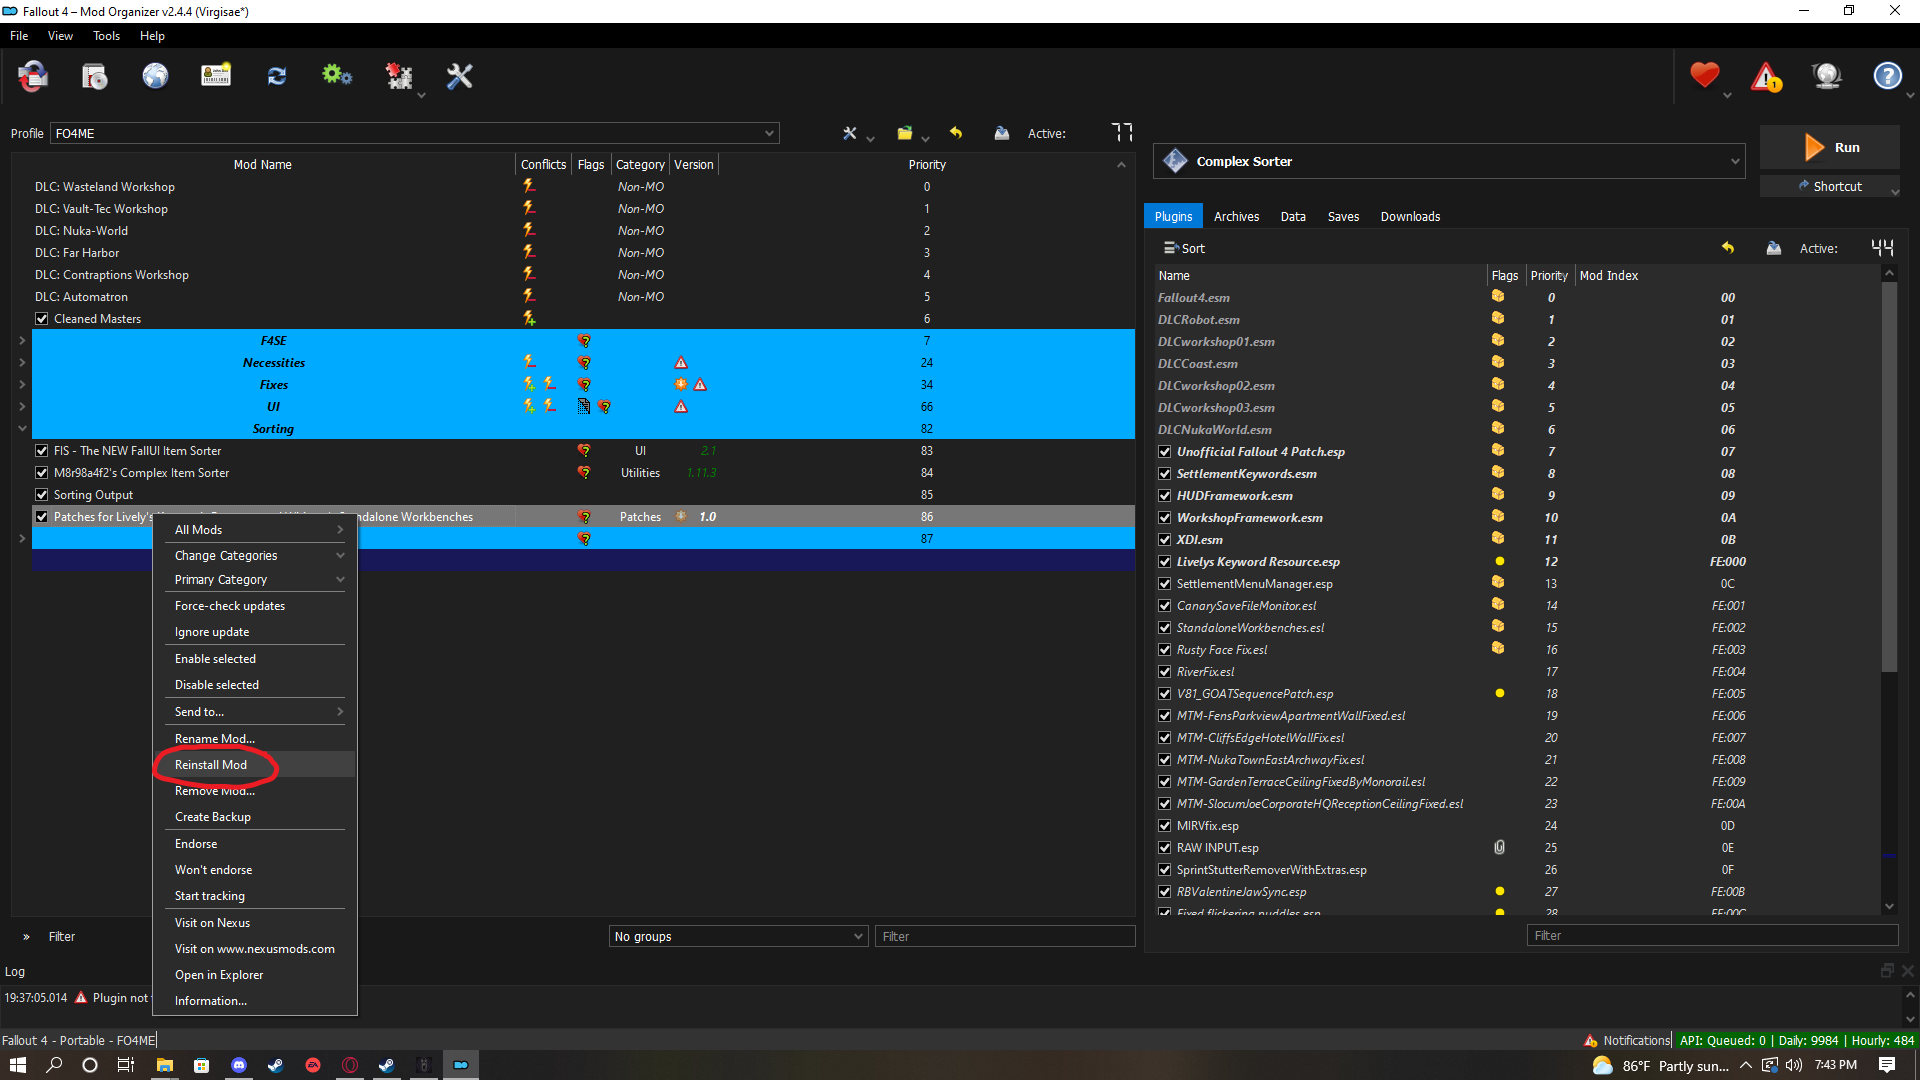 Fallout 4 – Mod Organizer v2.4.4 (Virgisae*)
File View Tools Help
Profile FO4ME Active: 77
Mod Name Conflicts Flags Category Version Priority
DLC: Wasteland Workshop Non-MO 0
DLC: Vault-Tec Workshop Non-MO 1
DLC: Nuka-World Non-MO 2
DLC: Far Harbor Non-MO 3
DLC: Contraptions Workshop Non-MO 4
DLC: Automatron Non-MO 5
Cleaned Masters 6
F4SE 7
Necessities 24
Fixes 34
UI 66
Sorting 82
FIS - The NEW FallUI Item Sorter UI 2.1 83
M8r98a4f2's Complex Item Sorter Utilities 1.11.3 84
Sorting Output 85
Patches for Lively's Standalone Workbenches Patches 1.0 86
87
All Mods
Change Categories
Primary Category
Force-check updates
Ignore update
Enable selected
Disable selected
Send to...
Rename Mod...
Reinstall Mod
Remove Mod...
Create Backup
Endorse
Won't endorse
Start tracking
Visit on Nexus
Visit on www.nexusmods.com
Open in Explorer
Information...
» Filter No groups Filter
Complex Sorter
Run
Shortcut
Plugins Archives Data Saves Downloads
Sort Active: 44
Name Flags Priority Mod Index
Fallout4.esm 0 00
DLCRobot.esm 1 01
DLCworkshop01.esm 2 02
DLCCoast.esm 3 03
DLCworkshop02.esm 4 04
DLCworkshop03.esm 5 05
DLCNukaWorld.esm 6 06
Unofficial Fallout 4 Patch.esp 7 07
SettlementKeywords.esm 8 08
HUDFramework.esm 9 09
WorkshopFramework.esm 10 0A
XDI.esm 11 0B
Livelys Keyword Resource.esp 12 FE:000
SettlementMenuManager.esp 13 0C
CanarySaveFileMonitor.esl 14 FE:001
StandaloneWorkbenches.esl 15 FE:002
Rusty Face Fix.esl 16 FE:003
RiverFix.esl 17 FE:004
V81_GOATSequencePatch.esp 18 FE:005
MTM-FensParkviewApartmentWallFixed.esl 19 FE:006
MTM-CliffsEdgeHotelWallFix.esl 20 FE:007
MTM-NukaTownEastArchwayFix.esl 21 FE:008
MTM-GardenTerraceCeilingFixedByMonorail.esl 22 FE:009
MTM-SlocumJoeCorporateHQReceptionCeilingFixed.esl 23 FE:00A
MIRVfix.esp 24 0D
RAW INPUT.esp 25 0E
SprintStutterRemoverWithExtras.esp 26 0F
RBValentineJawSync.esp 27 FE:00B
Fixed flickering puddles.esp 28 FE:00C
Filter
Log
19:37:05.014 Plugin not
Fallout 4 - Portable - FO4ME Notifications API: Queued: 0 | Daily: 9984 | Hourly: 484
86°F Partly sun... 7:43 PM